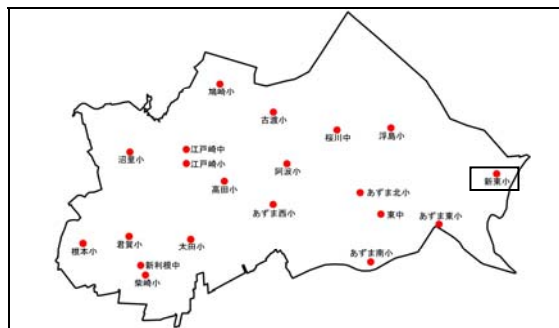 鳩崎小
古渡小
桜川中
浮島小
江戸崎中
沼里小
江戸崎小
阿波小
新東小
高田小
あずま北小
あずま西小
東中
あずま東小
君賀小
太田小
根本小
新利根中
あずま南小
柴崎小